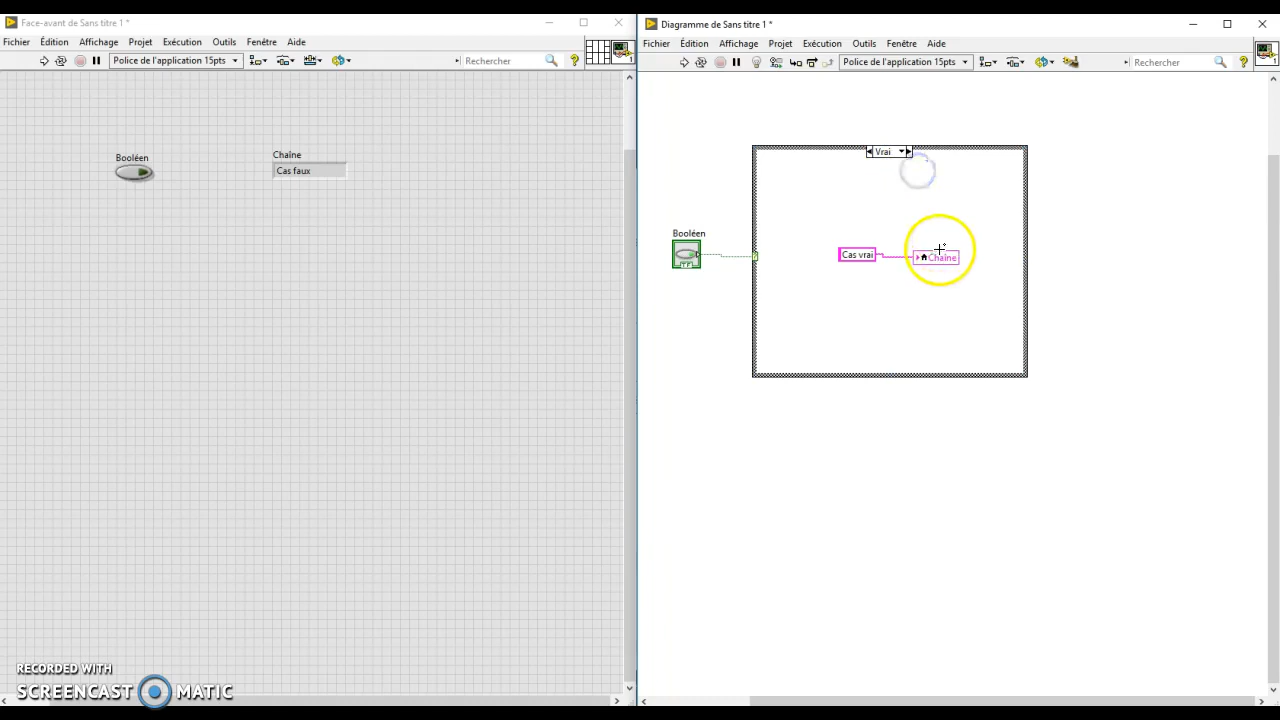 Face-avant de Sans titre 1 *
Fichier Édition Affichage Projet Exécution Outils Fenêtre Aide
Police de l'application 15pts
Rechercher
Booléen
Chaîne
Cas faux
RECORDED WITH
SCREENCAST MATIC
Diagramme de Sans titre 1 *
Fichier Édition Affichage Projet Exécution Outils Fenêtre Aide
Police de l'application 15pts
Rechercher
Vrai
Booléen
TF
?
Cas vrai
Chaîne